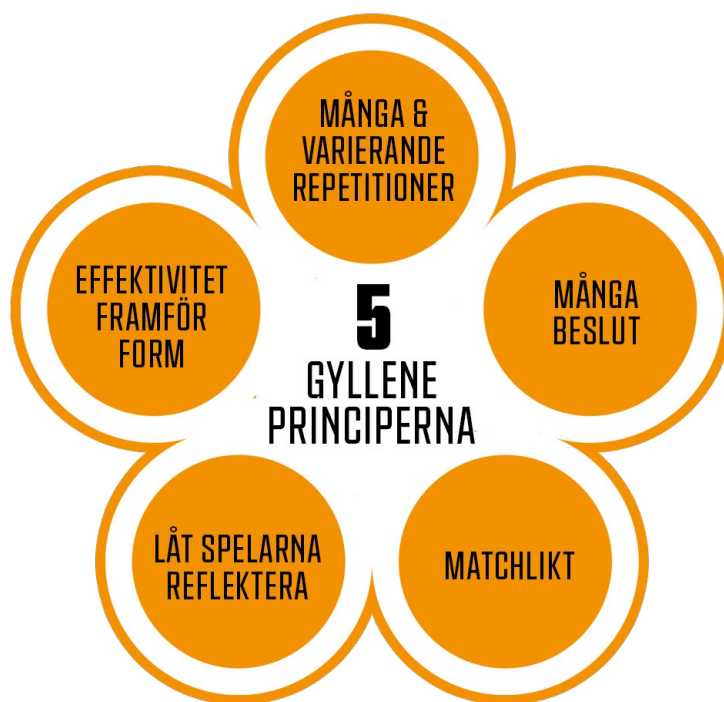 MÅNGA &
VARIERANDE
REPETITIONER
EFFEKTIVITET
FRAMFÖR
FORM
MÅNGA
BESLUT
5
GYLLENE
PRINCIPERNA
LÅT SPELARNA
REFLEKTERA
MATCHLIKT